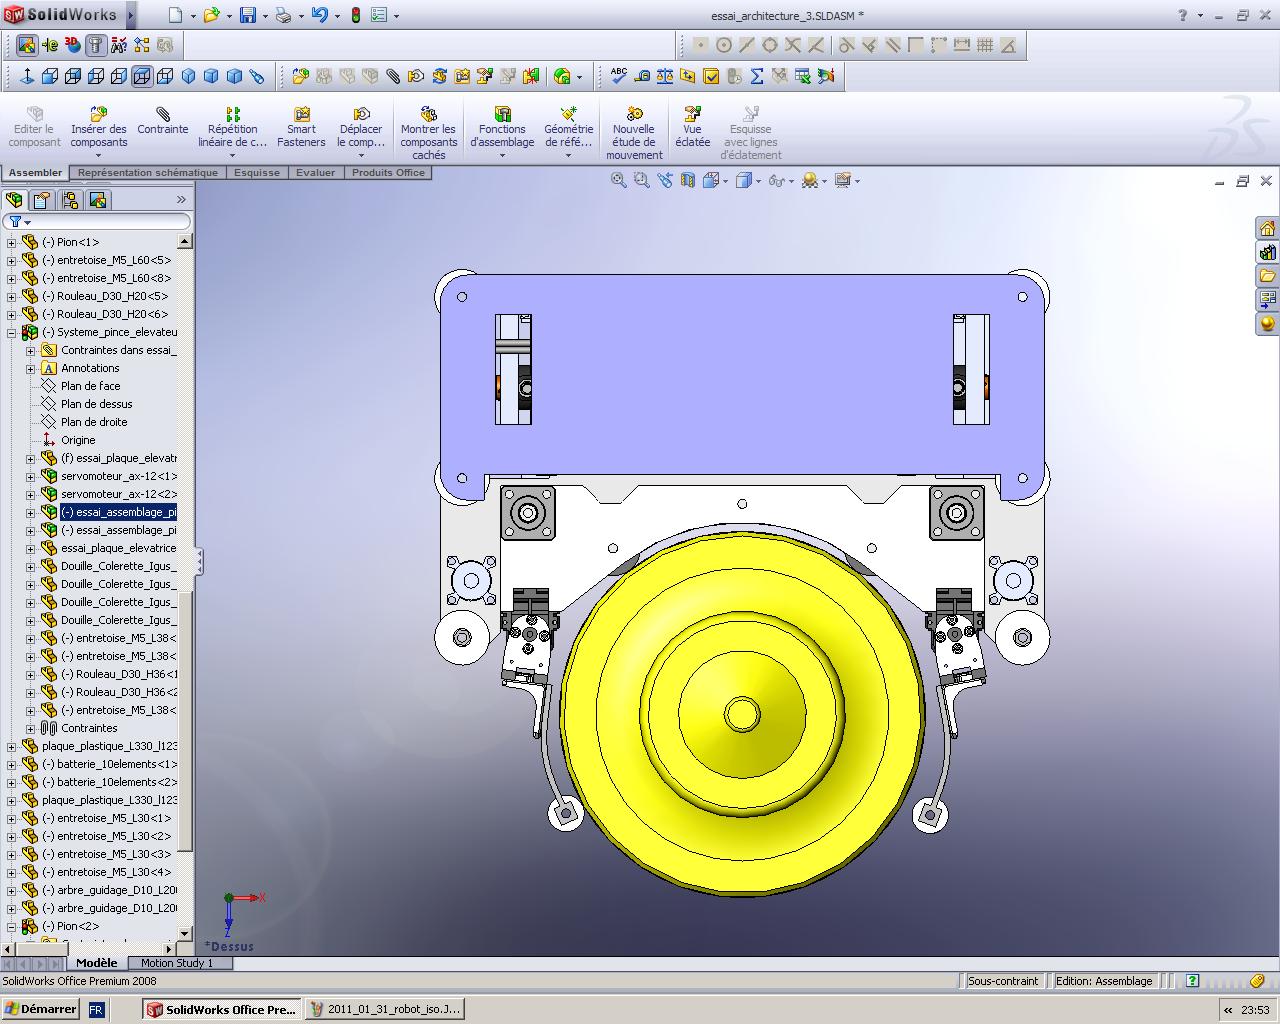 SolidWorks
essai_architecture_3.SLDASM *
Editer le composant
Insérer des composants
Contrainte
Répétition linéaire de c...
Smart Fasteners
Déplacer le comp...
Montrer les composants cachés
Fonctions d'assemblage
Géométrie de réfé...
Nouvelle étude de mouvement
Vue éclatée
Esquisse avec lignes d'éclatement
Assembler
Représentation schématique
Esquisse
Evaluer
Produits Office
(-) Pion<1>
(-) entretoise_M5_L60<5>
(-) entretoise_M5_L60<8>
(-) Rouleau_D30_H20<5>
(-) Rouleau_D30_H20<6>
(-) Systeme_pince_elevateu
Contraintes dans essai_
Annotations
Plan de face
Plan de dessus
Plan de droite
Origine
(f) essai_plaque_elevatr
servomoteur_ax-12<1>
servomoteur_ax-12<2>
(-) essai_assemblage_pi
(-) essai_assemblage_pi
essai_plaque_elevatrice
Douille_Colerette_Igus_
Douille_Colerette_Igus_
Douille_Colerette_Igus_
Douille_Colerette_Igus_
(-) entretoise_M5_L38<
(-) entretoise_M5_L38<
(-) Rouleau_D30_H36<1
(-) Rouleau_D30_H36<2
(-) entretoise_M5_L38<
Contraintes
plaque_plastique_L330_l123
(-) batterie_10elements<1>
(-) batterie_10elements<2>
plaque_plastique_L330_l123
(-) entretoise_M5_L30<1>
(-) entretoise_M5_L30<2>
(-) entretoise_M5_L30<3>
(-) entretoise_M5_L30<4>
(-) arbre_guidage_D10_L20
(-) arbre_guidage_D10_L20
(-) Pion<2>
X
Z
*Dessus
Modèle
Motion Study 1
SolidWorks Office Premium 2008
Sous-contraint
Edition: Assemblage
Démarrer
FR
SolidWorks Office Pre...
2011_01_31_robot_iso.J...
23:53